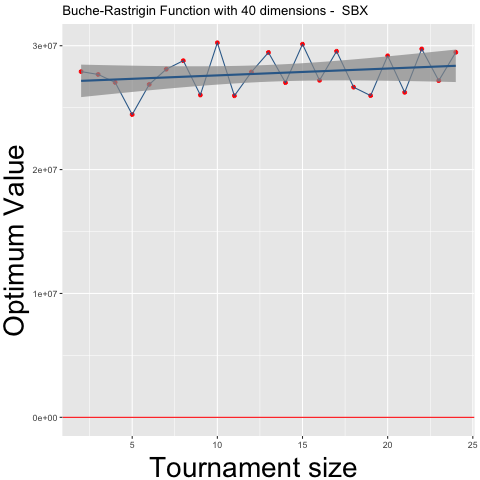 Buche-Rastrigin Function with 40 dimensions - SBX
Optimum Value
3e+07
2e+07
1e+07
0e+00
5 10 15 20 25
Tournament size